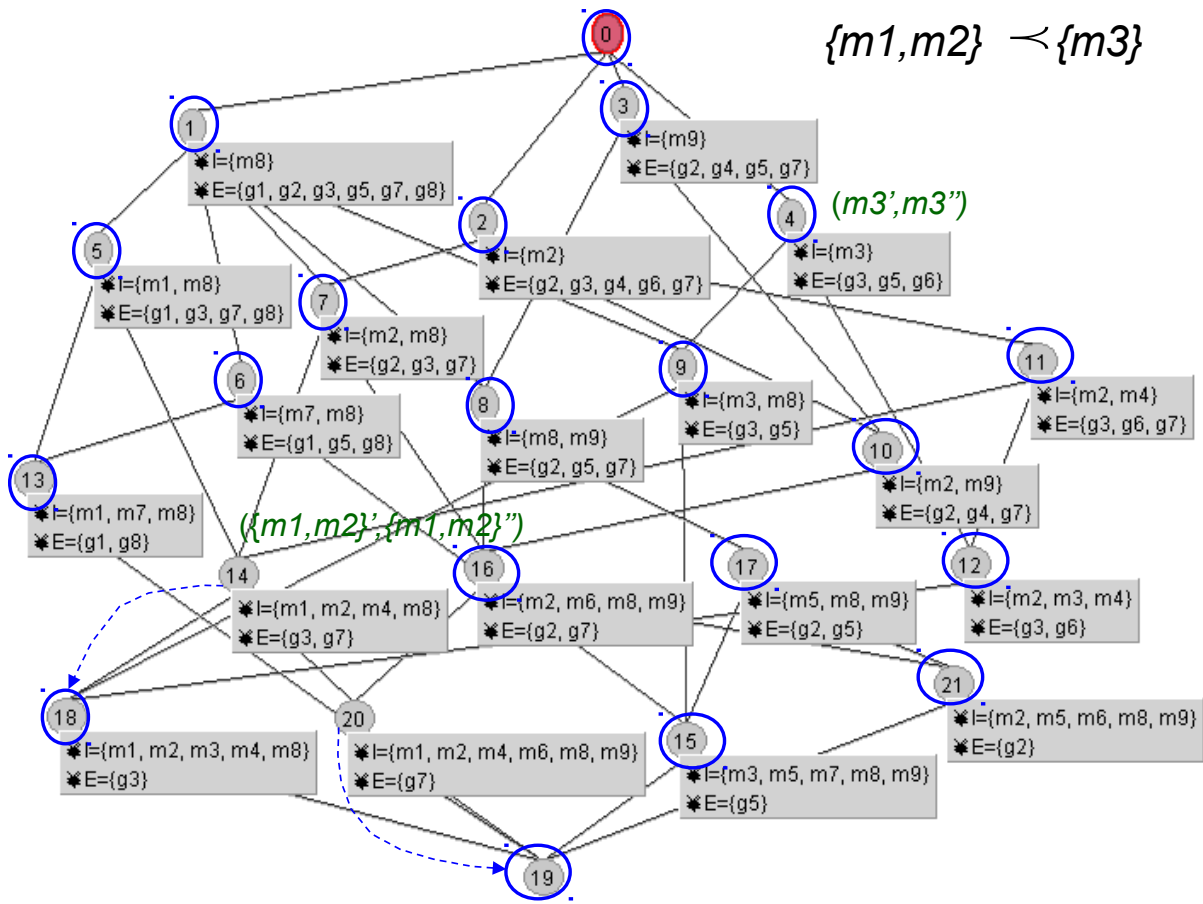 {m1,m2} ≺ {m3}
0
3
1
I={m9}
E={g2, g4, g5, g7}
I={m8}
E={g1, g2, g3, g5, g7, g8}
2
4
(m3',m3'')
5
I={m2}
E={g2, g3, g4, g6, g7}
I={m3}
E={g3, g5, g6}
I={m1, m8}
E={g1, g3, g7, g8}
7
I={m2, m8}
E={g2, g3, g7}
11
6
9
I={m2, m4}
E={g3, g6, g7}
I={m7, m8}
E={g1, g5, g8}
8
I={m3, m8}
E={g3, g5}
I={m8, m9}
E={g2, g5, g7}
10
13
I={m2, m9}
E={g2, g4, g7}
I={m1, m7, m8}
E={g1, g8}
({m1,m2}',{m1,m2}'')
14
16
17
12
I={m1, m2, m4, m8}
E={g3, g7}
I={m2, m6, m8, m9}
E={g2, g7}
I={m5, m8, m9}
E={g2, g5}
I={m2, m3, m4}
E={g3, g6}
21
18
20
15
I={m2, m5, m6, m8, m9}
E={g2}
I={m1, m2, m3, m4, m8}
E={g3}
I={m1, m2, m4, m6, m8, m9}
E={g7}
I={m3, m5, m7, m8, m9}
E={g5}
19